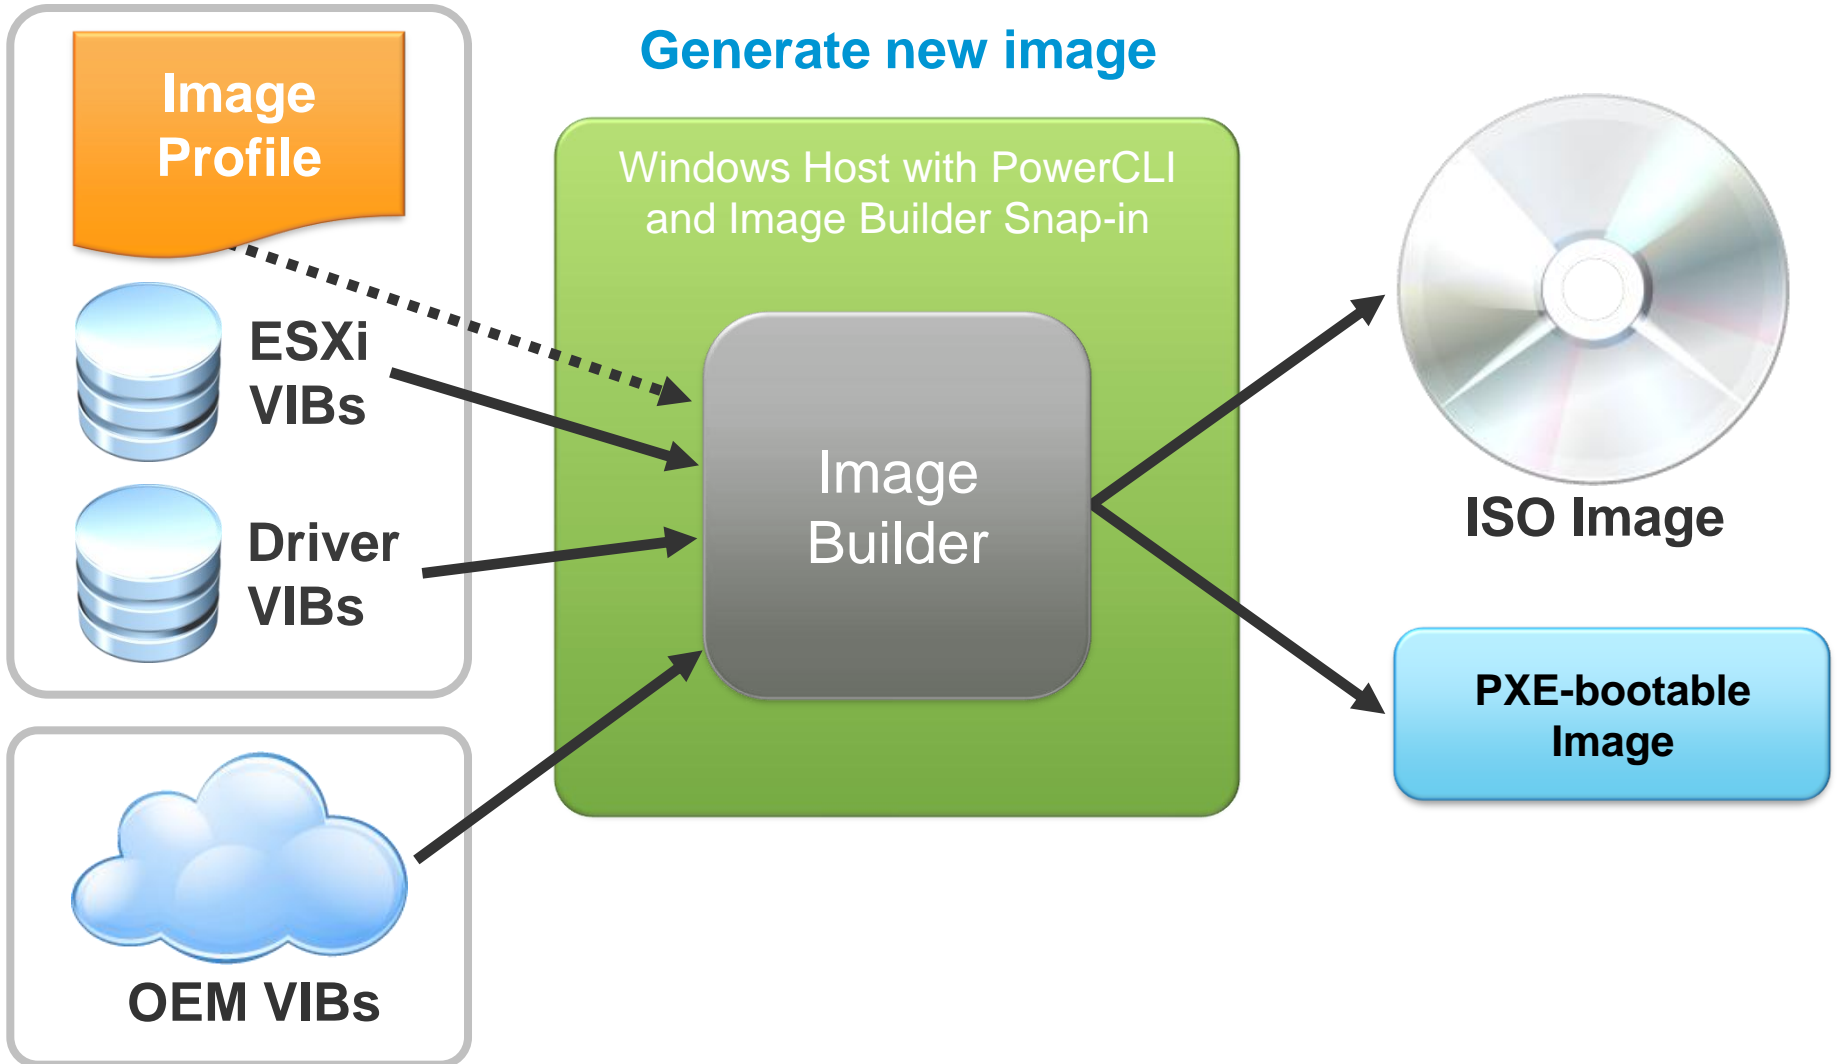 Generate new image
Image
Profile
ESXi
VIBs
Driver
VIBs
OEM VIBs
Windows Host with PowerCLI
and Image Builder Snap-in
Image
Builder
ISO Image
PXE-bootable
Image